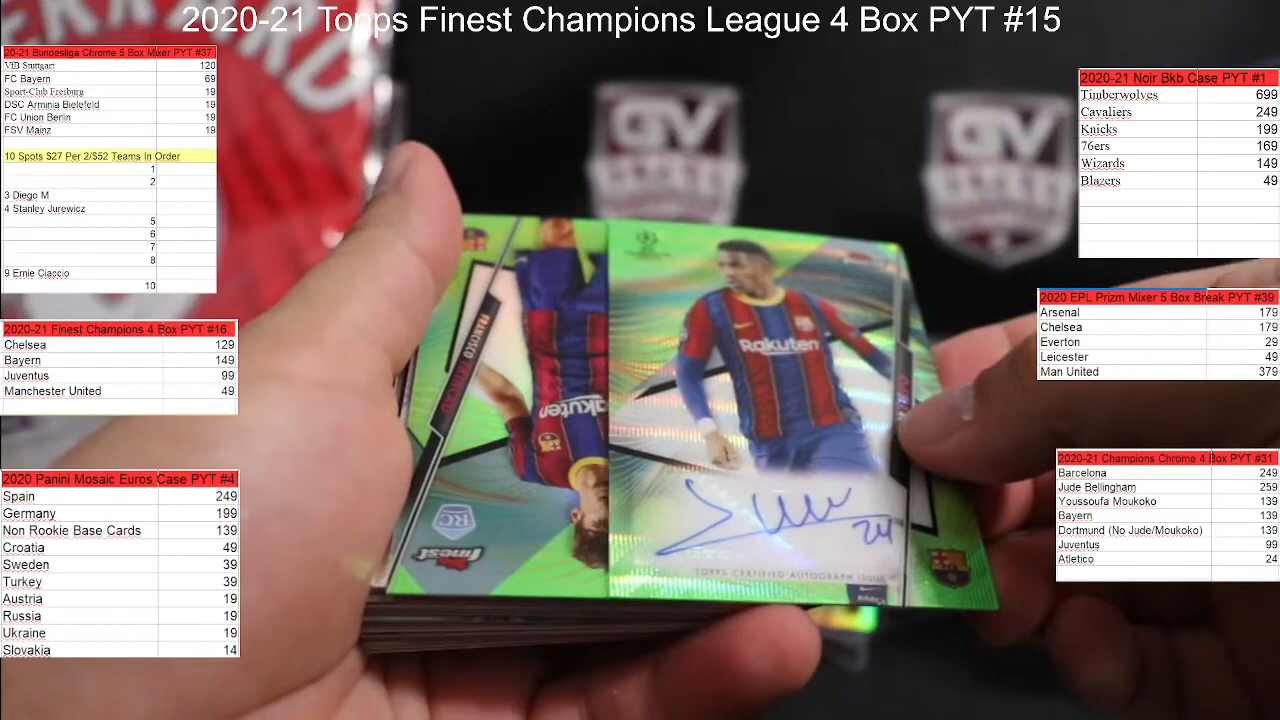 2020-21 Topps Finest Champions League 4 Box PYT #15
20-21 Bundesliga Chrome 5 Box Mixer PYT #37
VfB Stuttgart 120
FC Bayern 69
Sport-Club Freiburg 19
DSC Arminia Bielefeld 19
FC Union Berlin 19
FSV Mainz 19
10 Spots $27 Per 2/$52 Teams In Order
1
2
3 Diego M
4 Stanley Jurewicz
5
6
7
8
9 Ernie Ciaccio
10
2020-21 Finest Champions 4 Box PYT #16
Chelsea 129
Bayern 149
Juventus 99
Manchester United 49
2020 Panini Mosaic Euros Case PYT #4
Spain 249
Germany 199
Non Rookie Base Cards 139
Croatia 49
Sweden 39
Turkey 39
Austria 19
Russia 19
Ukraine 19
Slovakia 14
GV
FRANCISCO TRINCAO
Rakuten
RC
finest
Rakuten
24
TOPPS CERTIFIED AUTOGRAPH ISSUE
BARÇA
GV
2020-21 Noir Bkb Case PYT #1
Timberwolves 699
Cavaliers 249
Knicks 199
76ers 169
Wizards 149
Blazers 49
2020 EPL Prizm Mixer 5 Box Break PYT #39
Arsenal 179
Chelsea 179
Everton 29
Leicester 49
Man United 379
2020-21 Champions Chrome 4 Box PYT #31
Barcelona 249
Jude Bellingham 259
Youssoufa Moukoko 139
Bayern 139
Dortmund (No Jude/Moukoko) 139
Juventus 99
Atletico 24